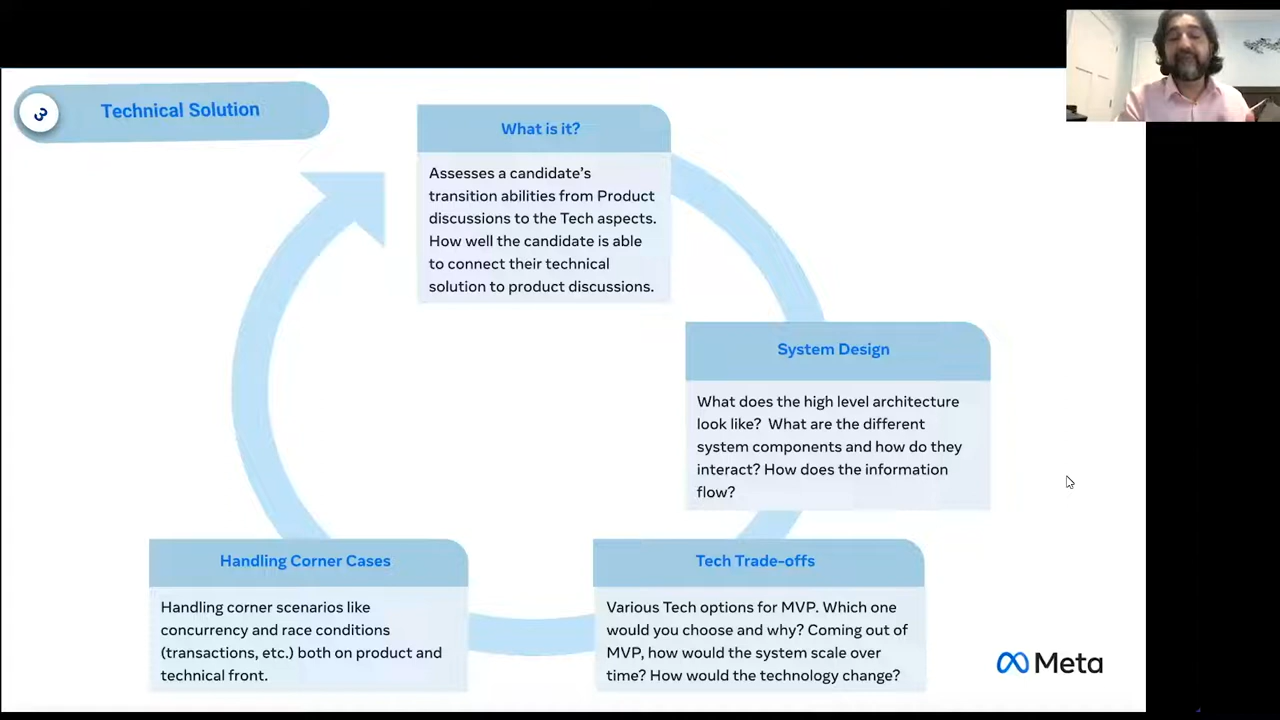 3
Technical Solution
What is it?
Assesses a candidate's
transition abilities from Product
discussions to the Tech aspects.
How well the candidate is able
to connect their technical
solution to product discussions.
System Design
What does the high level architecture
look like?  What are the different
system components and how do they
interact? How does the information
flow?
Tech Trade-offs
Various Tech options for MVP. Which one
would you choose and why? Coming out of
MVP, how would the system scale over
time? How would the technology change?
Handling Corner Cases
Handling corner scenarios like
concurrency and race conditions
(transactions, etc.) both on product and
technical front.
Meta